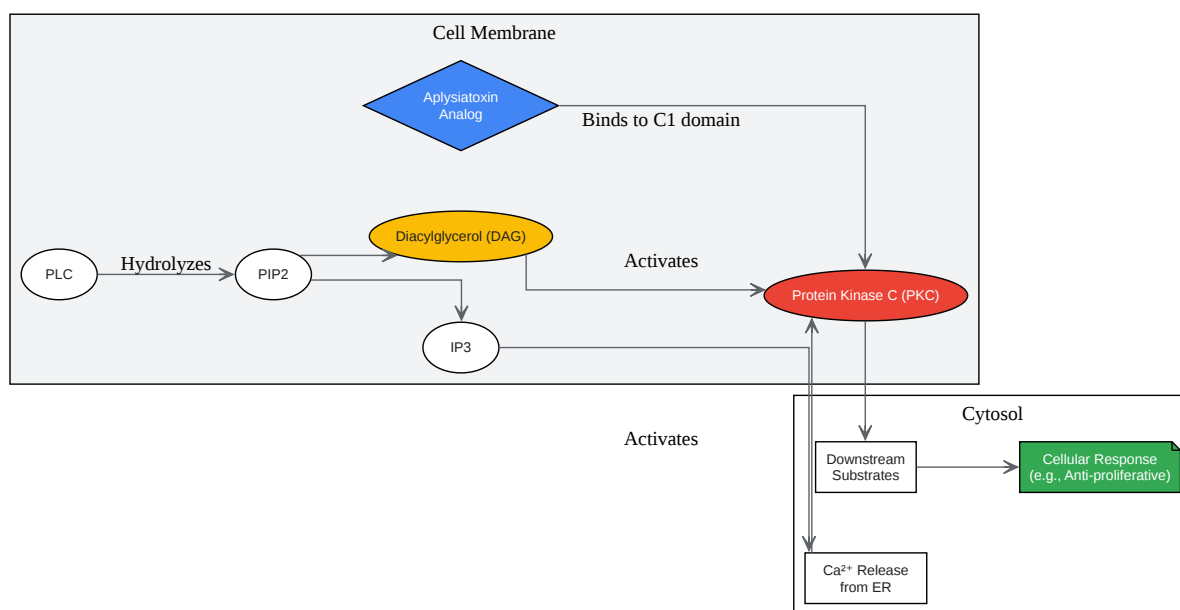 Cell Membrane
Aplysiatoxin
Analog
Binds to C1 domain
Diacylglycerol (DAG)
PLC
Hydrolyzes
PIP2
Activates
Protein Kinase C (PKC)
IP3
Cytosol
Activates
Downstream
Substrates
Cellular Response
(e.g., Anti-proliferative)
Ca²⁺ Release
from ER